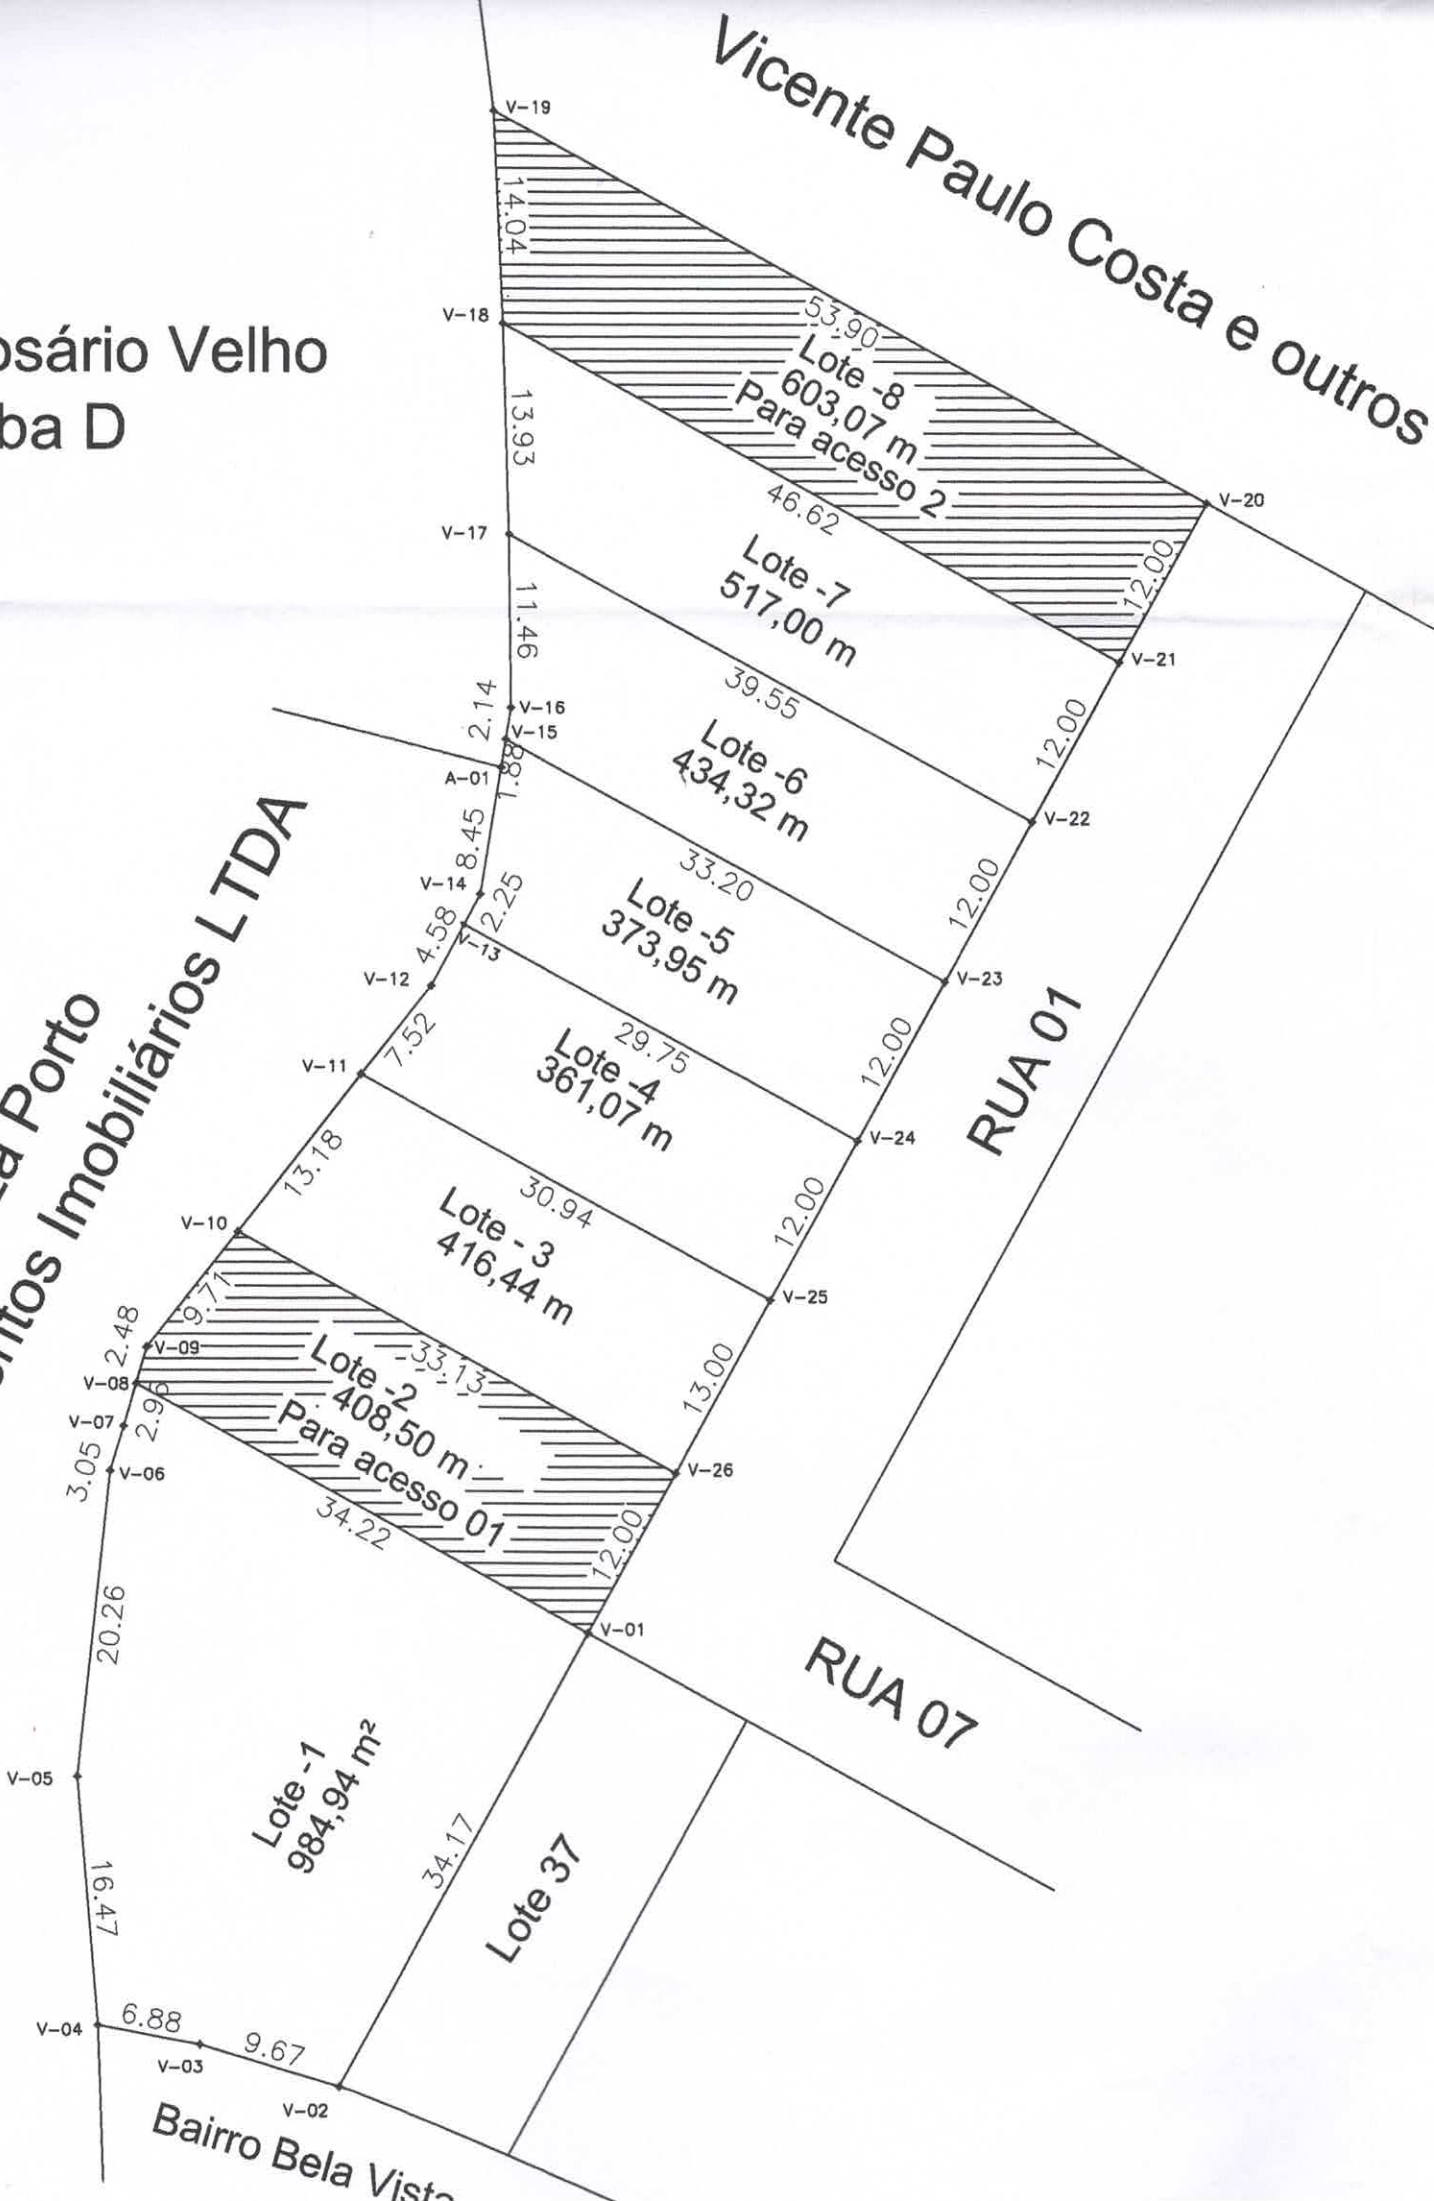 Vicente Paulo Costa e outros
V-19
14.04
53.90
Lote -8
603,07 m
Para acesso 2
V-18
Velho
D
13.93
46.62
V-20
12.00
V-21
V-17
Lote -7
517,00 m
11.46
39.55
12.00
2.14
V-16
V-15
A-01
1.88
Lote -6
434,32 m
V-22
8.45
33.20
12.00
V-14
2.25
4.58
V-13
Lote -5
373,95 m
V-23
V-12
7.52
29.75
12.00
RUA 01
Porto
Imobiliários LTDA
V-11
Lote -4
361,07 m
V-24
13.18
30.94
12.00
V-10
Lote - 3
416,44 m
V-25
9.71
2.48
33.13
13.00
V-09
V-08
Lote -2
408,50 m
Para acesso 01
V-07
V-06
3.05
V-26
34.22
12.00
V-01
20.26
RUA 07
V-05
Lote -1
984,94 m²
34.17
Lote 37
16.47
V-04
6.88
9.67
V-03
V-02
Bairro Bela Vista